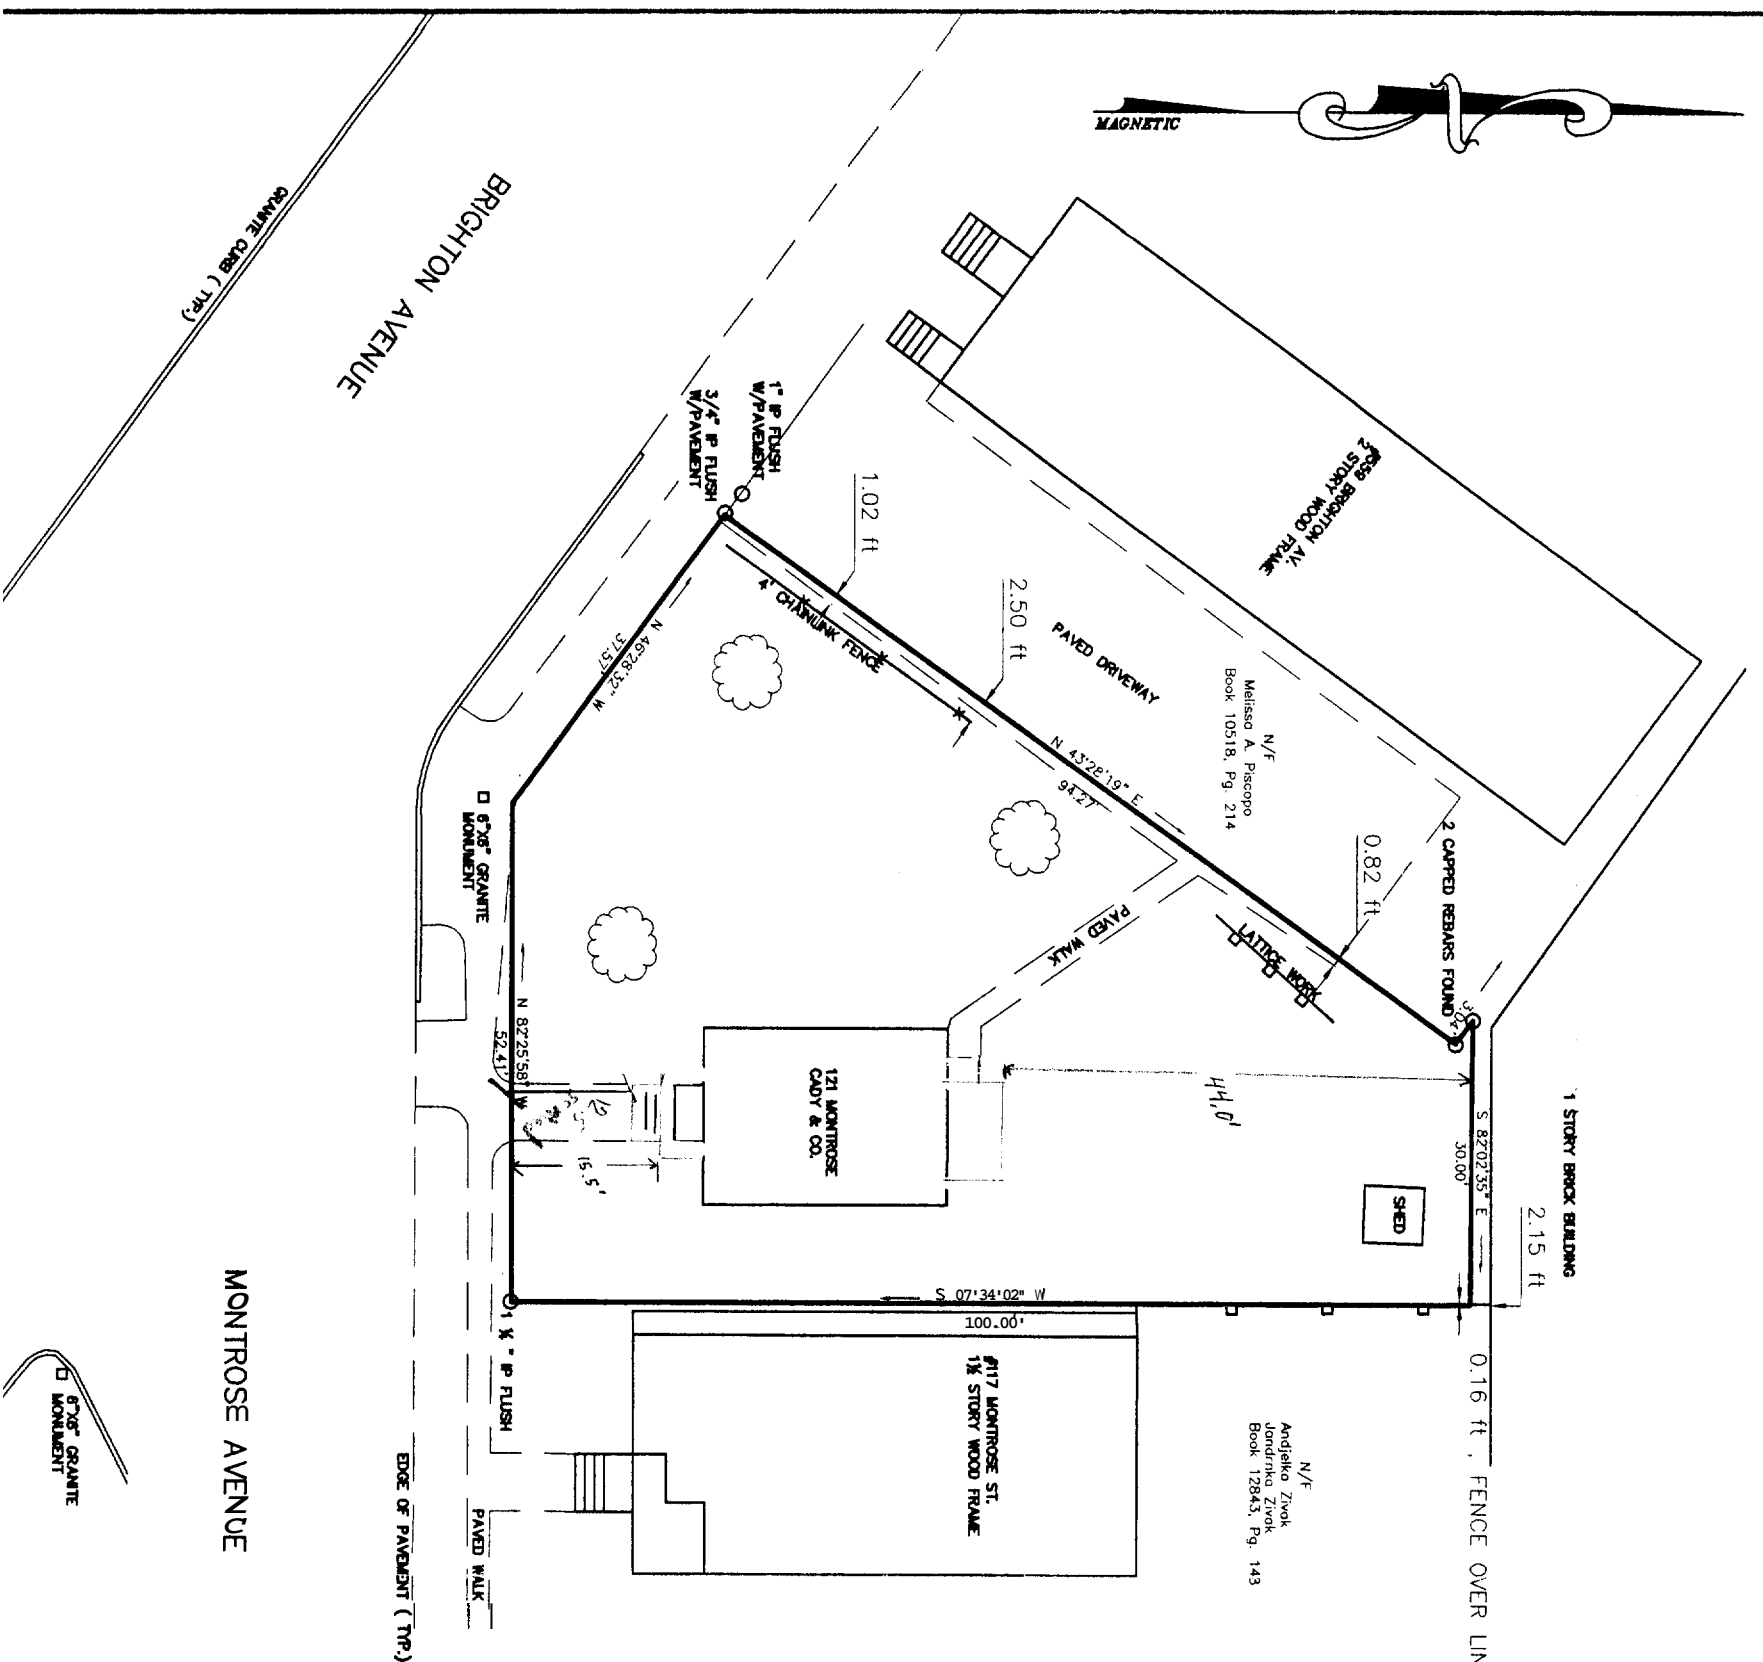 MAGNETIC
BRIGHTON AVENUE
GRANITE CURB ( TYP.)
1" IP FLUSH
W/PAVEMENT
3/4" IP FLUSH
W/PAVEMENT
1.02 ft
4' CHAINLINK FENCE
2.50 ft
PAVED DRIVEWAY
#559 BRIGHTON AV.
2 STORY WOOD FRAME
N/F
Melissa A. Piscopo
Book 10518, Pg. 214
N 43°28'19" E
94.27'
0.82 ft
2 CAPPED REBARS FOUND
3.04'
LATTICE WORK
PAVED WALK
N 46°28'32" W
37.57'
6"X6" GRANITE
MONUMENT
N 82°25'58" W
52.41'
15.5'
121 MONTROSE
CADY & CO.
44.0'
S 82°02'35" E
30.00'
1 STORY BRICK BUILDING
2.15 ft
SHED
S 07°34'02" W
100.00'
1 ½ " IP FLUSH
#117 MONTROSE ST.
1½ STORY WOOD FRAME
N/F
Andjelko Zivak
Jandrnka Zivak
Book 12843, Pg. 143
0.16 ft , FENCE OVER LIN
PAVED WALK
EDGE OF PAVEMENT ( TYP.)
MONTROSE AVENUE
6"X6" GRANITE
MONUMENT